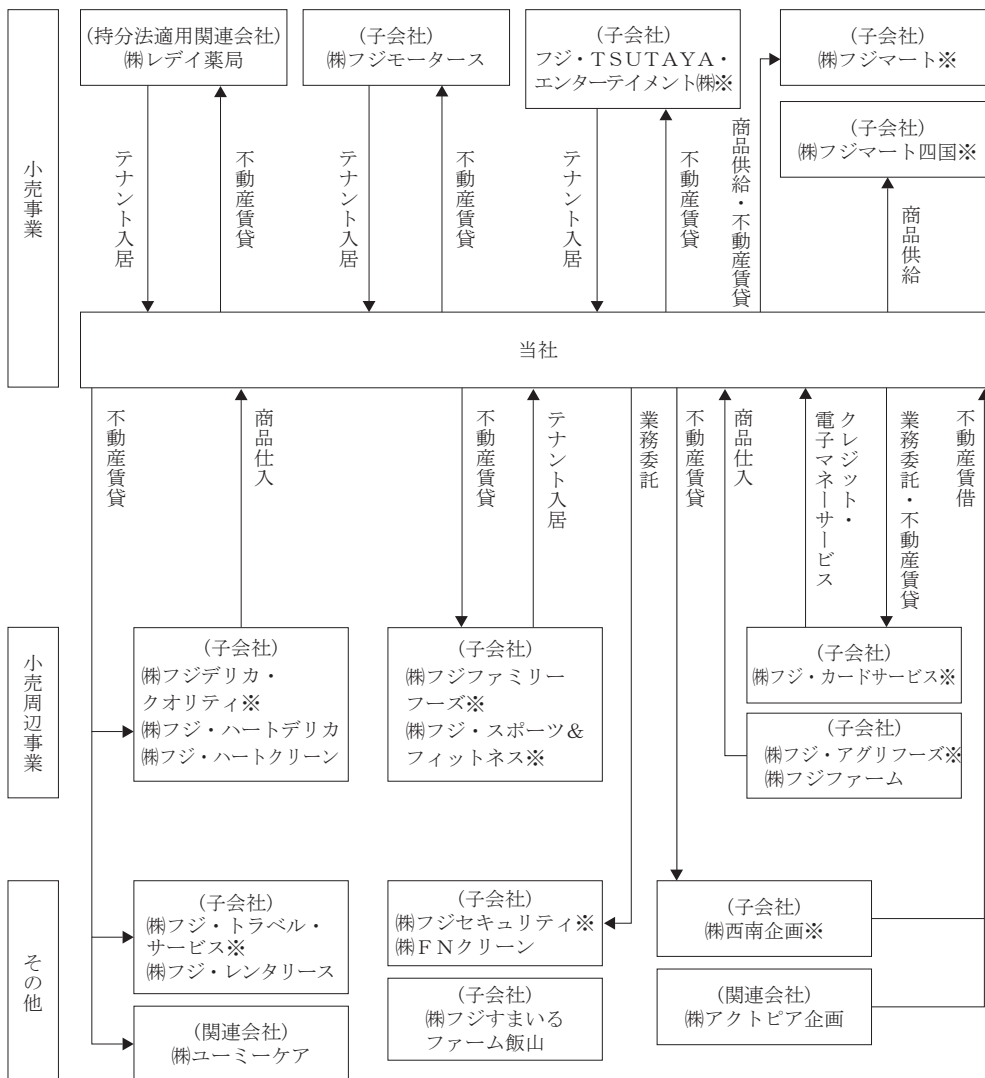 小売事業
(持分法適用関連会社)
㈱レデイ薬局
(子会社)
㈱フジモータース
(子会社)
フジ・TSUTAYA・
エンターテイメント㈱※
(子会社)
㈱フジマート※
(子会社)
㈱フジマート四国※
テナント入居
不動産賃貸
テナント入居
不動産賃貸
テナント入居
不動産賃貸
商品供給・不動産賃貸
商品供給
当社
不動産賃貸
商品仕入
不動産賃貸
テナント入居
業務委託
不動産賃貸
商品仕入
クレジット・
電子マネーサービス
業務委託・不動産賃貸
不動産賃借
小売周辺事業
(子会社)
㈱フジデリカ・
クオリティ※
㈱フジ・ハートデリカ
㈱フジ・ハートクリーン
(子会社)
㈱フジファミリー
フーズ※
㈱フジ・スポーツ&
フィットネス※
(子会社)
㈱フジ・カードサービス※
(子会社)
㈱フジ・アグリフーズ※
㈱フジファーム
その他
(子会社)
㈱フジ・トラベル・
サービス※
㈱フジ・レンタリース
(関連会社)
㈱ユーミーケア
(子会社)
㈱フジセキュリティ※
㈱FNクリーン
(子会社)
㈱フジすまいる
ファーム飯山
(子会社)
㈱西南企画※
(関連会社)
㈱アクトピア企画